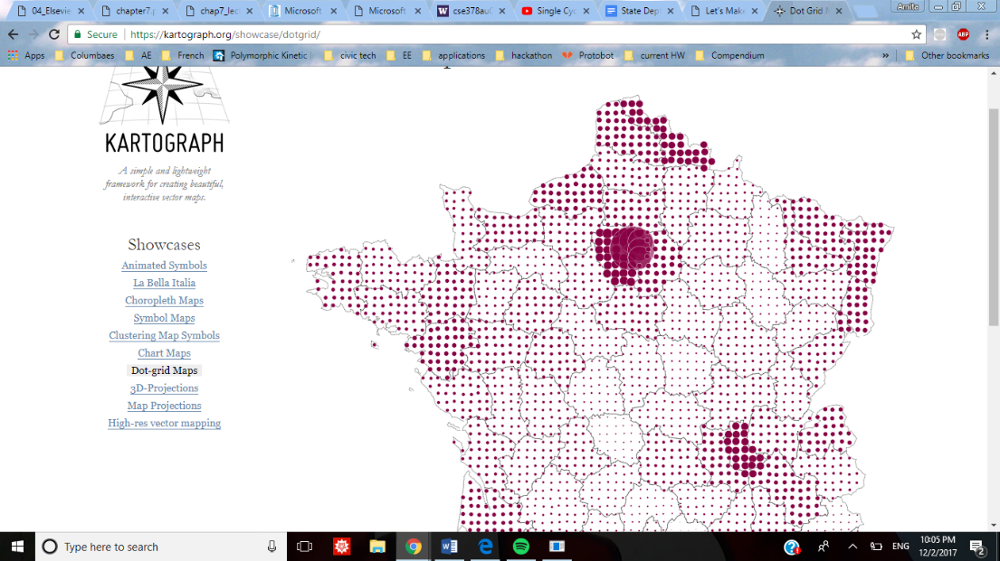 04_Elsevie
chapter7.p
chap7_lec
Microsoft
Microsoft
cse378au0
Single Cyc
State Dep
Let's Make
Dot Grid M
Amila
Secure
https://kartograph.org/showcase/dotgrid/
Apps
Columbaes
AE
French
Polymorphic Kinetic
civic tech
EE
applications
hackathon
Protobot
current HW
Compendium
»
Other bookmarks
KARTOGRAPH
A simple and lightweight
framework for creating beautiful,
interactive vector maps.
Showcases
Animated Symbols
La Bella Italia
Choropleth Maps
Symbol Maps
Clustering Map Symbols
Chart Maps
Dot-grid Maps
3D-Projections
Map Projections
High-res vector mapping
Type here to search
ENG
10:05 PM
12/2/2017
2